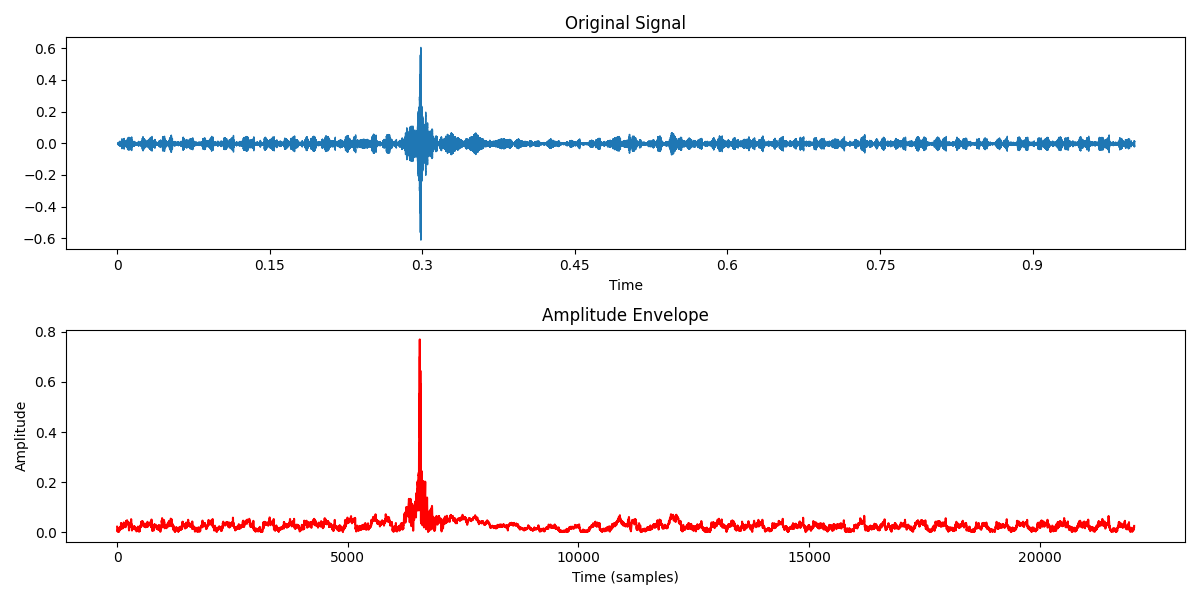 Original Signal
0.6
0.4
0.2
0.0
−0.2
−0.4
−0.6
0 0.15 0.3 0.45 0.6 0.75 0.9
Time
Amplitude Envelope
0.8
0.6
0.4
0.2
0.0
Amplitude
0 5000 10000 15000 20000
Time (samples)